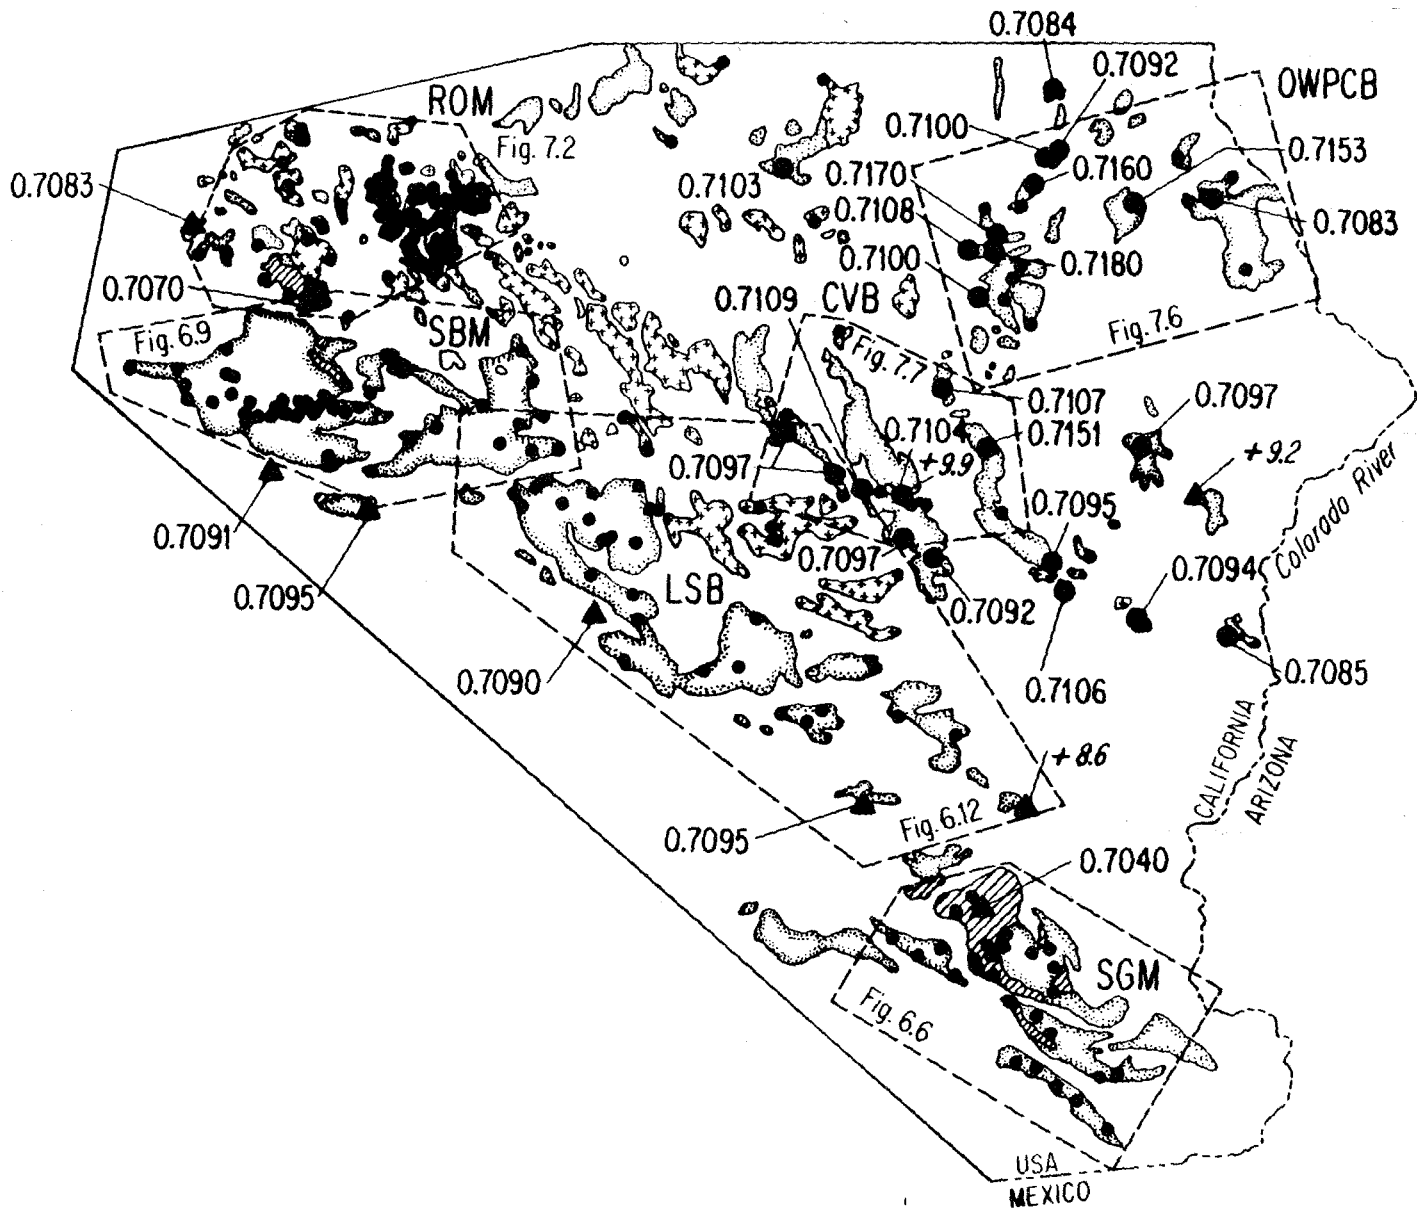 0.7084
0.7092
OWPCB
ROM
0.7100
Fig. 7.2
0.7153
0.7170
0.7160
0.7083
0.7103
0.7108
0.7083
0.7100
0.7180
0.7070
0.7109
CVB
Fig. 6.9
SBM
Fig. 7.6
Fig. 7.7
0.7107
0.7097
0.7104
0.7151
+9.9
+9.2
0.7097
Colorado River
0.7095
0.7091
0.7097
0.7094
0.7095
LSB
0.7092
0.7090
0.7106
0.7085
CALIFORNIA
ARIZONA
+8.6
Fig. 6.12
0.7095
0.7040
SGM
Fig. 6.6
USA
MEXICO